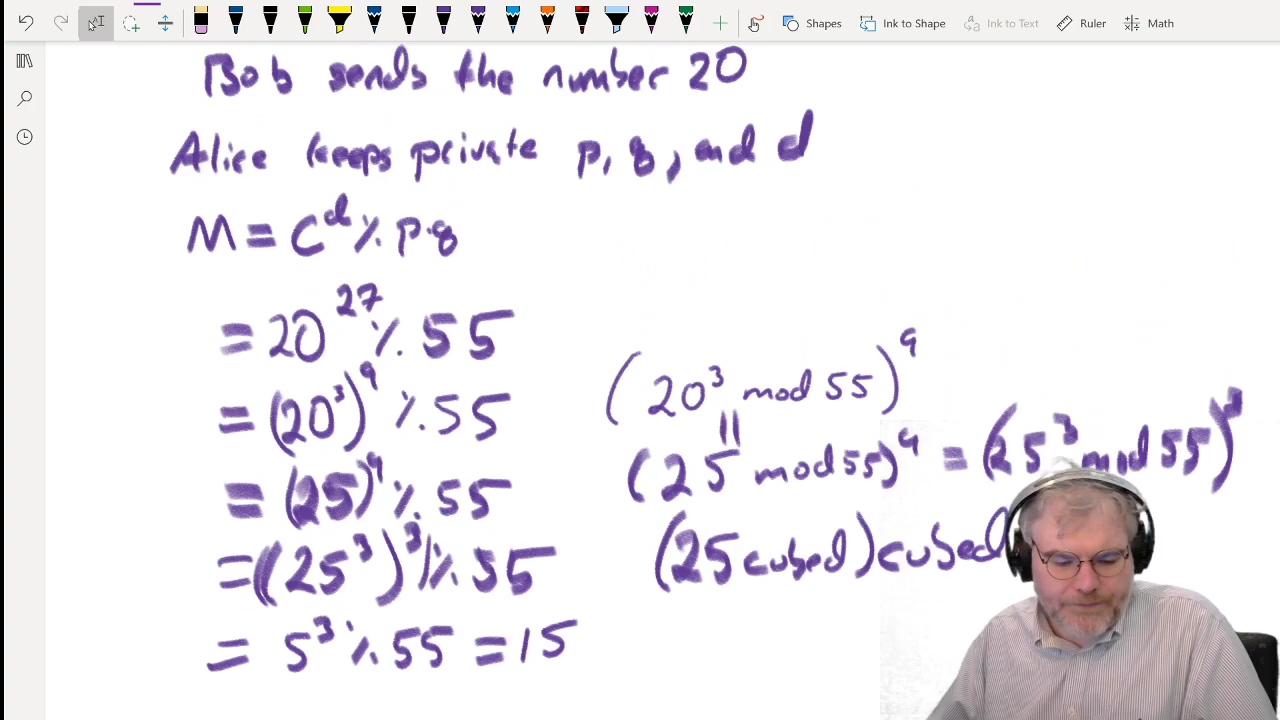 Shapes Ink to Shape Ink to Text Ruler Math
Bob sends the number 20
Alice keeps private p, q, and d
M = C^d % p·q
= 20^27 % 55
= (20^3)^9 % 55
= (25)^9 % 55
= ((25^3)^3) % 55
= 5^3 % 55 = 15
(20^3 mod 55)^9
=
(25 mod 55)^9 = (25^3 mod 55)^3
(25 cubed) cubed